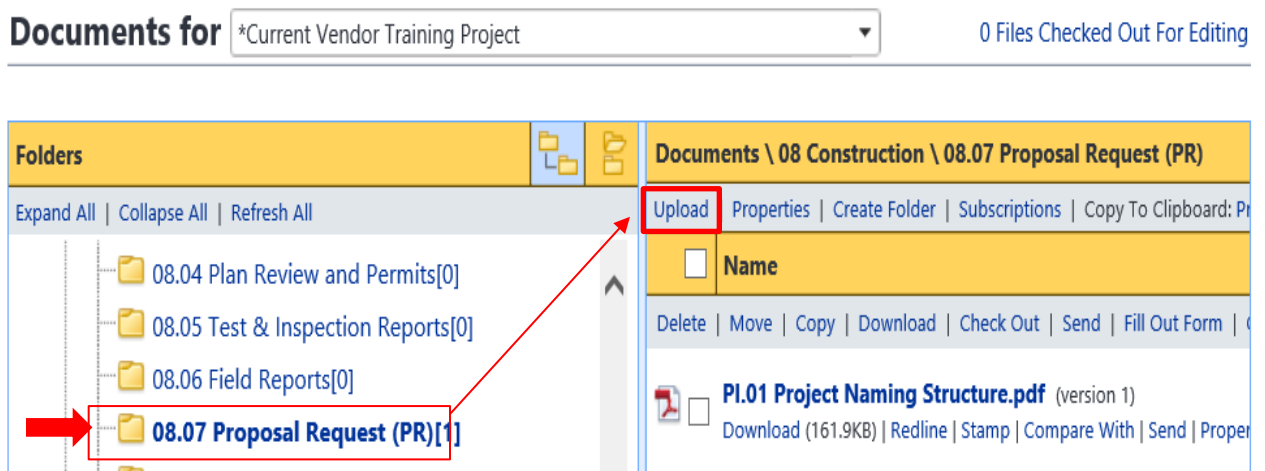 Documents for *Current Vendor Training Project 0 Files Checked Out For Editing
Folders
Expand All | Collapse All | Refresh All
08.04 Plan Review and Permits[0]
08.05 Test & Inspection Reports[0]
08.06 Field Reports[0]
08.07 Proposal Request (PR)[1]
Documents \ 08 Construction \ 08.07 Proposal Request (PR)
Upload Properties | Create Folder | Subscriptions | Copy To Clipboard:
Name
Delete | Move | Copy | Download | Check Out | Send | Fill Out Form |
PI.01 Project Naming Structure.pdf (version 1)
Download (161.9KB) | Redline | Stamp | Compare With | Send |